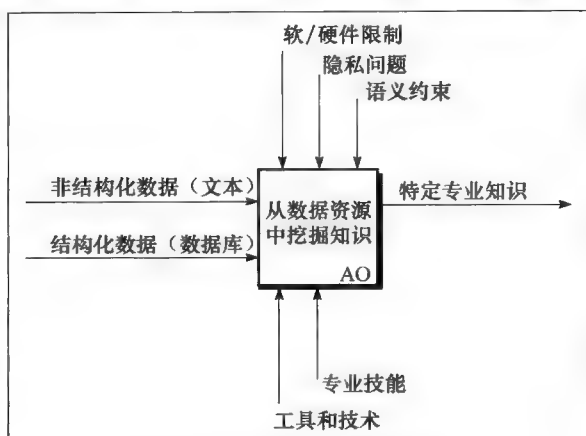 软/硬件限制
隐私问题
语义约束
非结构化数据（文本）
从数据资源
中挖掘知识
特定专业知识
结构化数据（数据库）
AO
专业技能
工具和技术